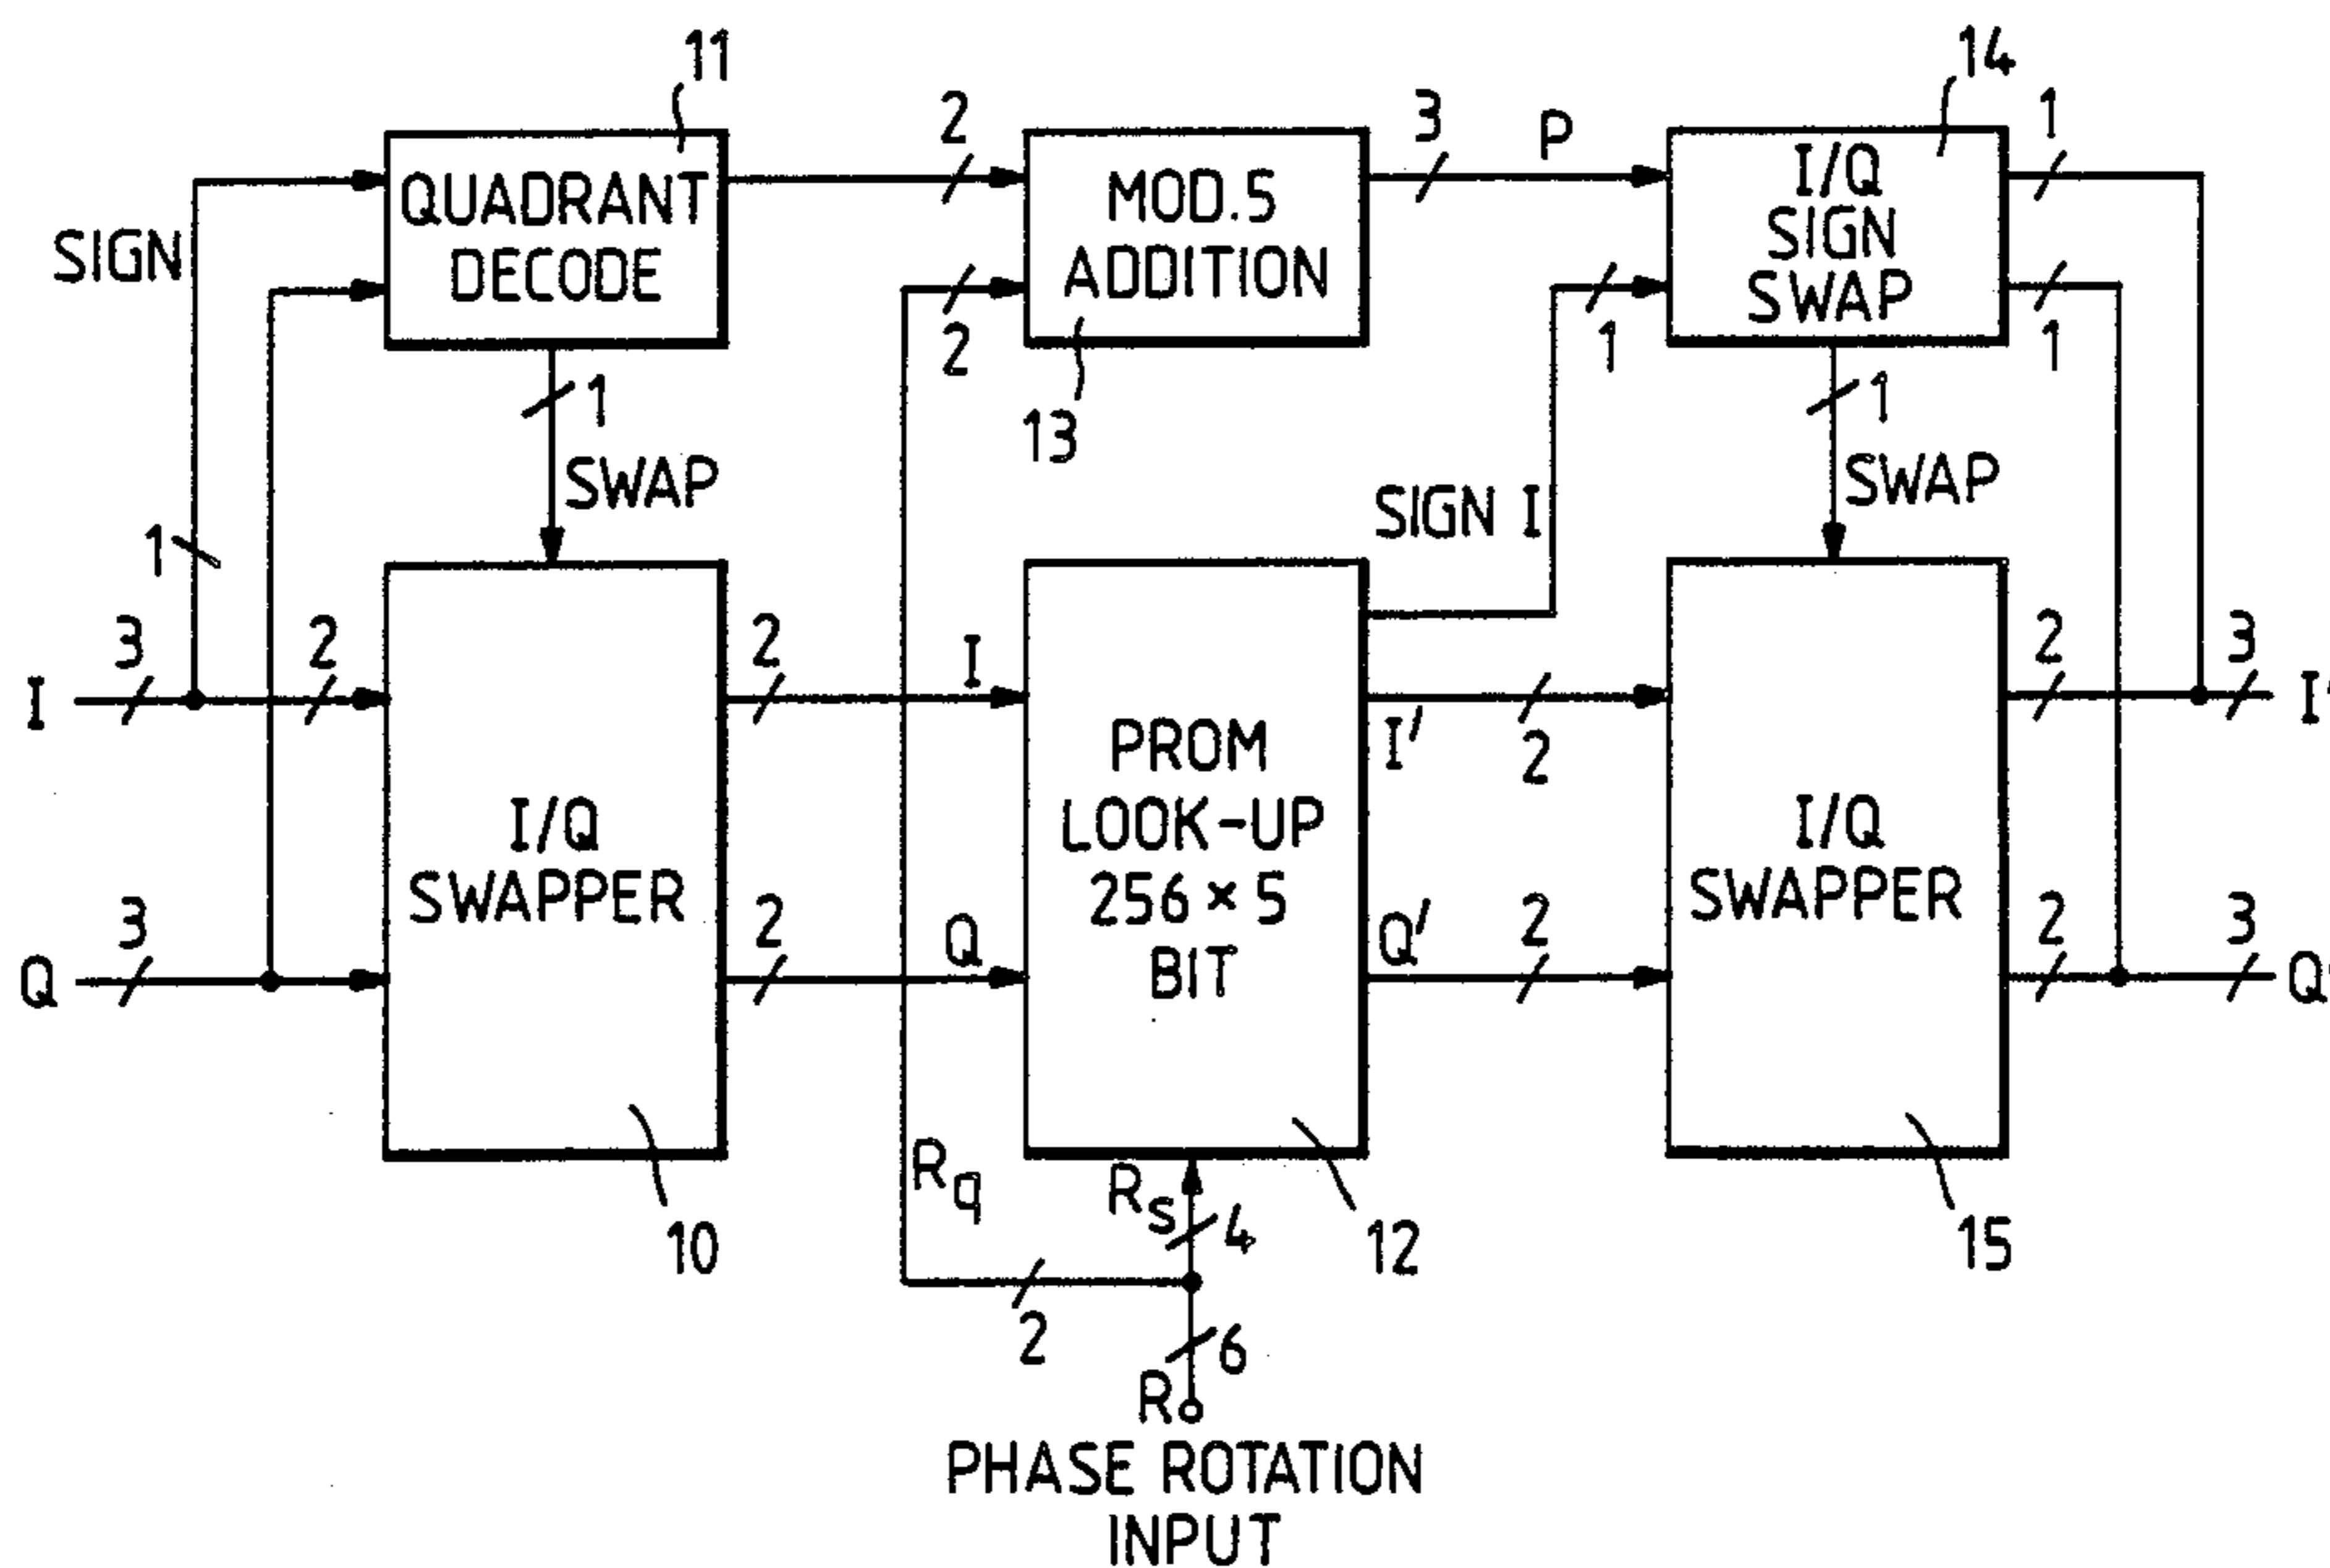 11
14
2
3
P
1
QUADRANT
DECODE
MOD.5
ADDITION
I/Q
SIGN
SWAP
SIGN
2
1
1
1
SWAP
13
1
SWAP
SIGN I
1
3
2
2
I
2
3
I
I'
PROM
LOOK-UP
256 × 5
BIT
I'
2
I/Q
SWAPPER
I/Q
SWAPPER
3
2
Q
Q'
2
2
3
Q
Q'
Rq
Rs
4
10
12
15
2
6
R
PHASE ROTATION
INPUT